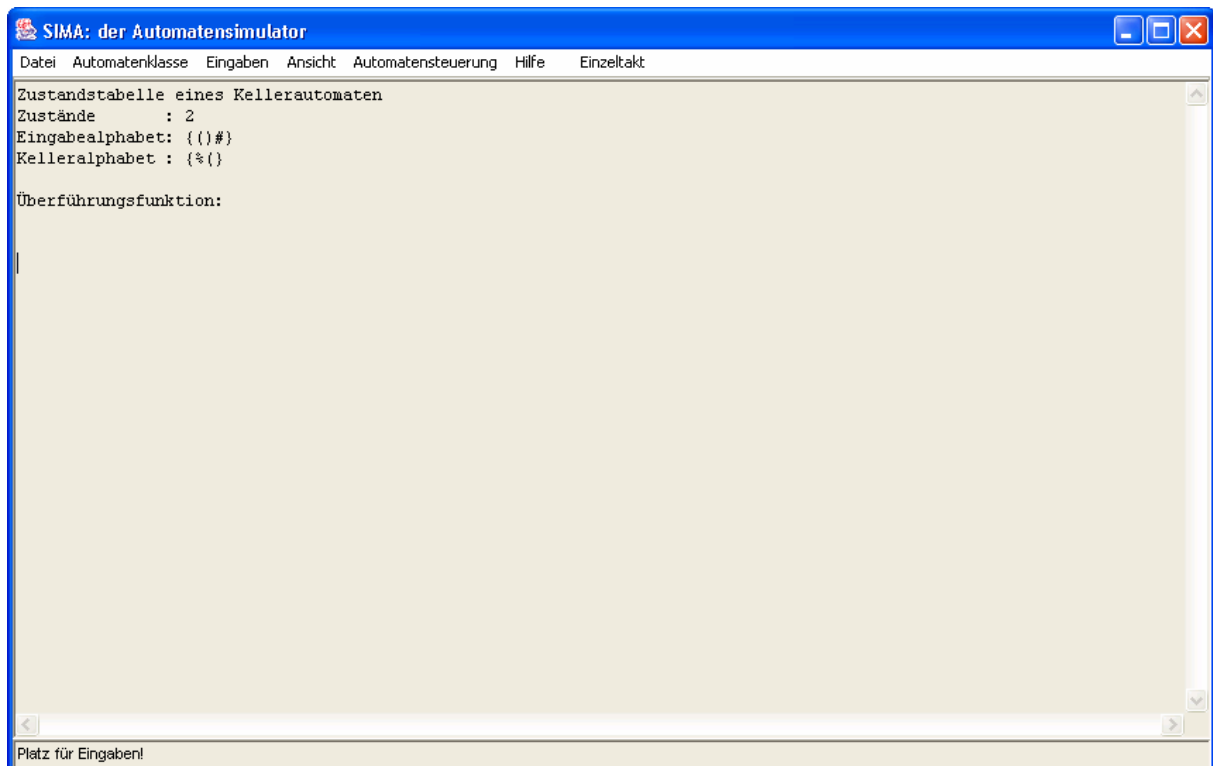 SIMA: der Automatensimulator
Datei Automatenklasse Eingaben Ansicht Automatensteuerung Hilfe Einzeltakt
Zustandstabelle eines Kellerautomaten
Zustände : 2
Eingabealphabet: {()#}
Kelleralphabet : {%(}
Überführungsfunktion:
Platz für Eingaben!